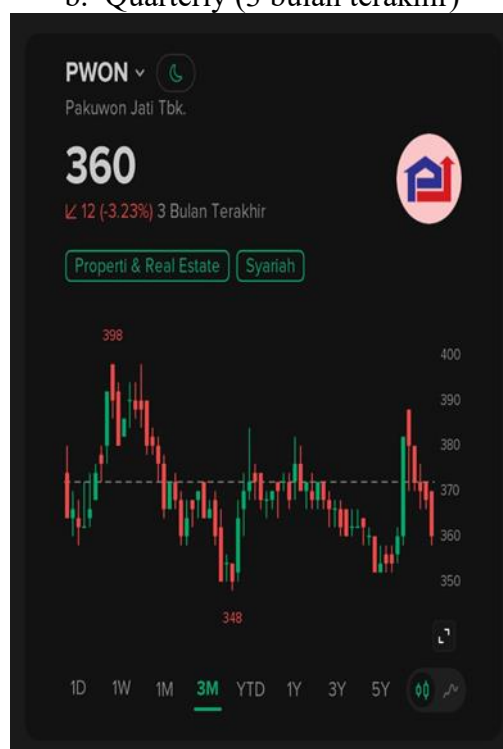 b. Quarterly (3 bulan terakhir)
PWON
Pakuwon Jati Tbk.
360
12 (-3.23%) 3 Bulan Terakhir
Properti & Real Estate Syariah
398
400
390
380
370
360
350
348
1D 1W 1M 3M YTD 1Y 3Y 5Y